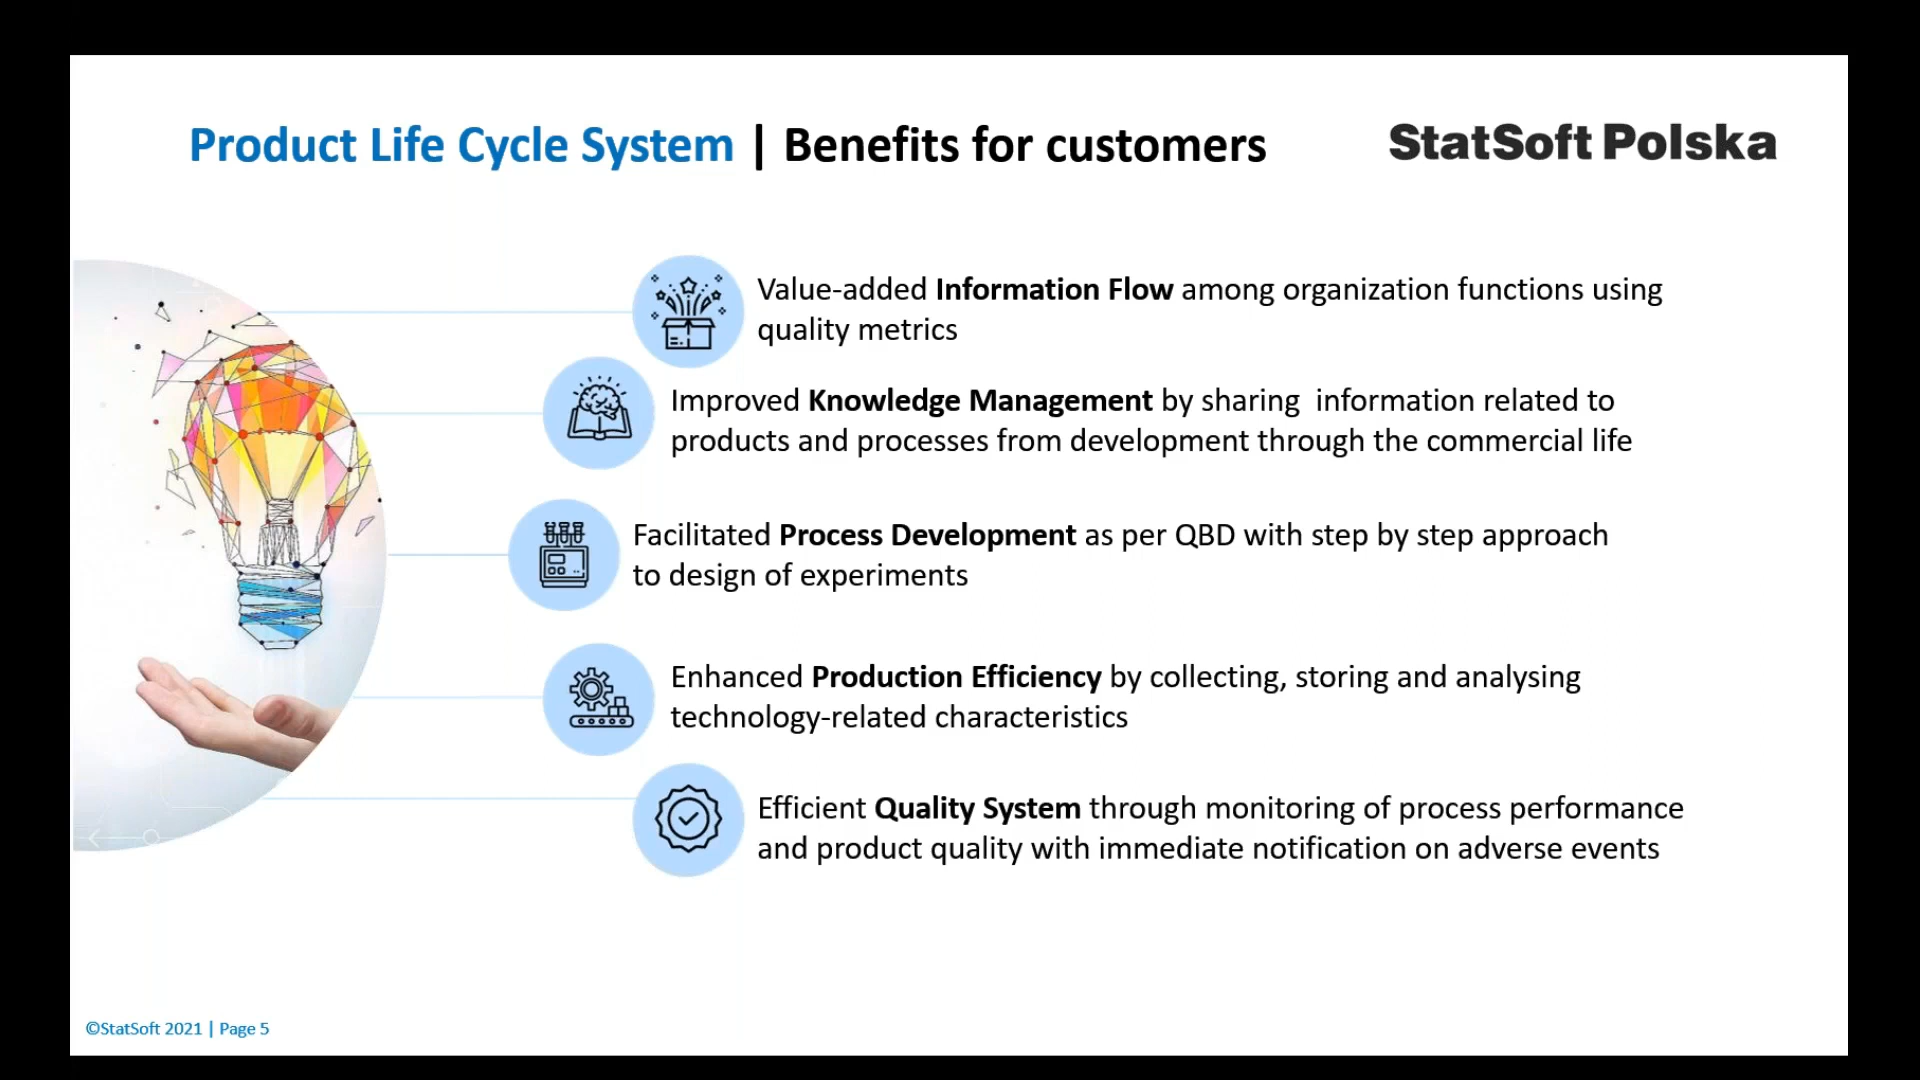 Product Life Cycle System | Benefits for customers
StatSoft Polska
Value-added Information Flow among organization functions using
quality metrics
Improved Knowledge Management by sharing  information related to
products and processes from development through the commercial life
Facilitated Process Development as per QBD with step by step approach
to design of experiments
Enhanced Production Efficiency by collecting, storing and analysing
technology-related characteristics
Efficient Quality System through monitoring of process performance
and product quality with immediate notification on adverse events
©StatSoft 2021 | Page 5